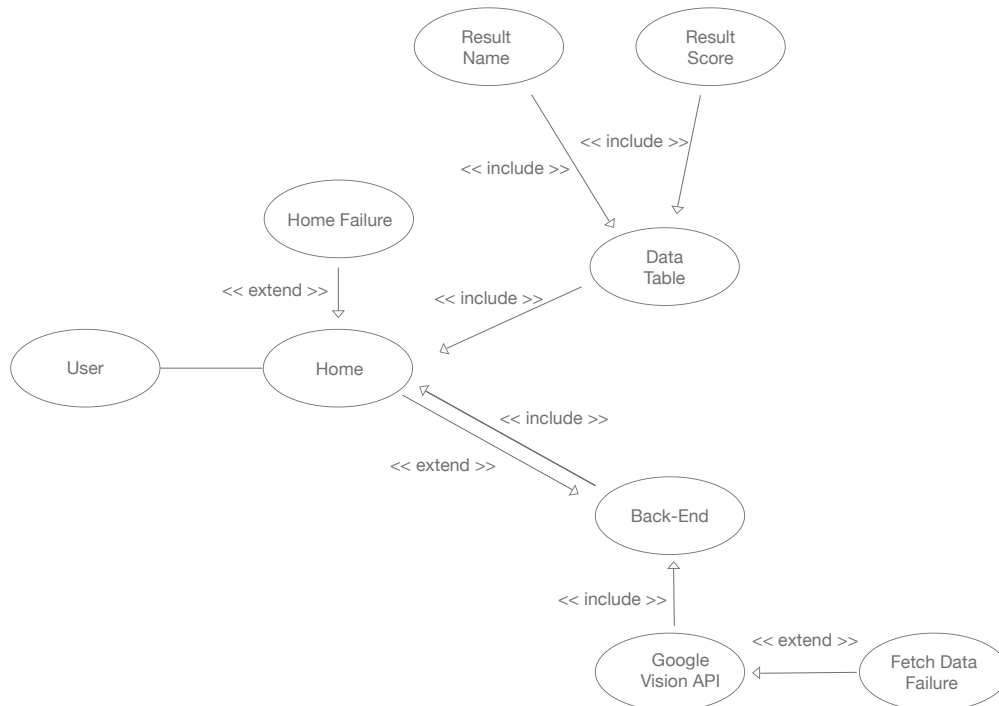 Result
Name
Result
Score
<< include >>
<< include >>
Home Failure
Data
Table
<< extend >>
<< include >>
User
Home
<< include >>
<< extend >>
Back-End
<< include >>
<< extend >>
Google
Vision API
Fetch Data
Failure